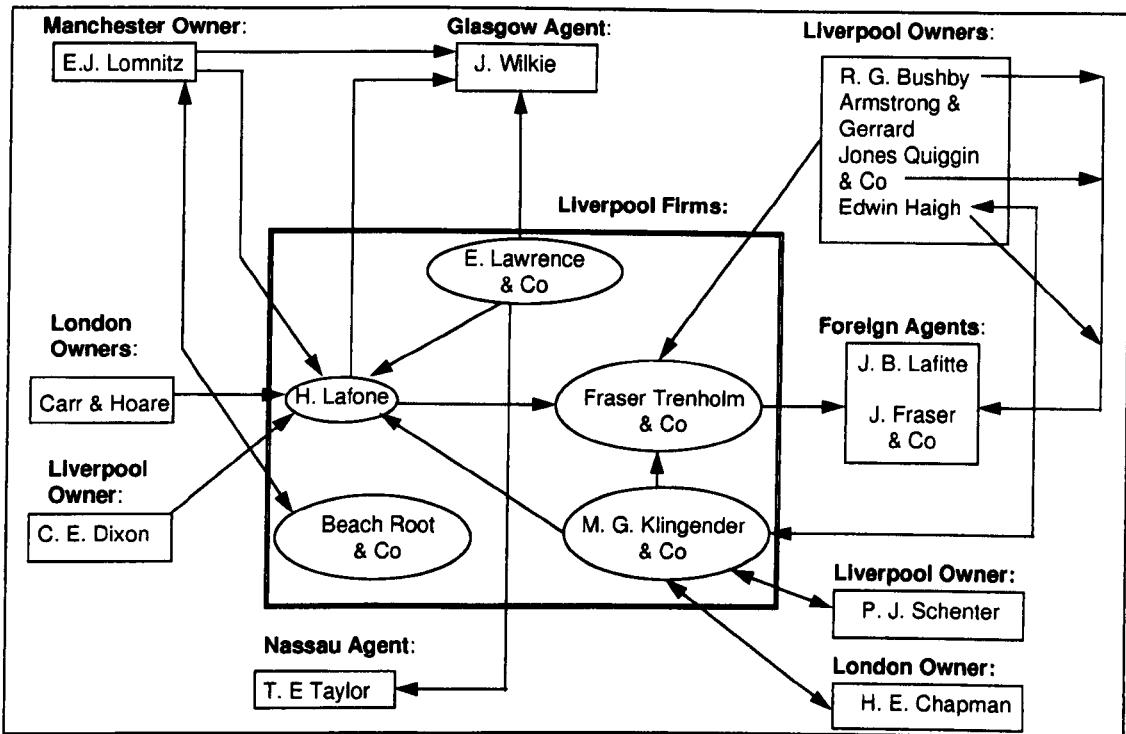 Manchester Owner:
E.J. Lomnitz
Glasgow Agent:
J. Wilkie
Liverpool Owners:
R. G. Bushby
Armstrong &
Gerrard
Jones Quiggin
& Co
Edwin Haigh
Liverpool Firms:
E. Lawrence
& Co
London
Owners:
Carr & Hoare
H. Lafone
Fraser Trenholm
& Co
Foreign Agents:
J. B. Lafitte
J. Fraser
& Co
Liverpool
Owner:
C. E. Dixon
Beach Root
& Co
M. G. Klingender
& Co
Liverpool Owner:
P. J. Schenter
Nassau Agent:
T. E Taylor
London Owner:
H. E. Chapman